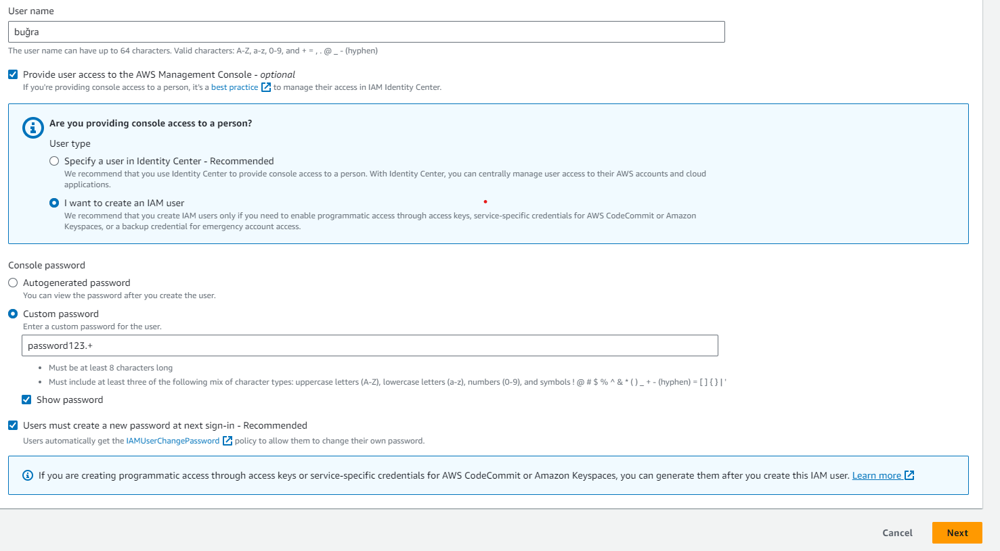 User name
buğra
The user name can have up to 64 characters. Valid characters: A-Z, a-z, 0-9, and + = , . @ _ - (hyphen)
Provide user access to the AWS Management Console - optional
If you're providing console access to a person, it's a best practice to manage their access in IAM Identity Center.
Are you providing console access to a person?
User type
Specify a user in Identity Center - Recommended
We recommend that you use Identity Center to provide console access to a person. With Identity Center, you can centrally manage user access to their AWS accounts and cloud
applications.
I want to create an IAM user
We recommend that you create IAM users only if you need to enable programmatic access through access keys, service-specific credentials for AWS CodeCommit or Amazon
Keyspaces, or a backup credential for emergency account access.
Console password
Autogenerated password
You can view the password after you create the user.
Custom password
Enter a custom password for the user.
password123.+
• Must be at least 8 characters long
• Must include at least three of the following mix of character types: uppercase letters (A-Z), lowercase letters (a-z), numbers (0-9), and symbols ! @ # $ % ^ & * ( ) _ + - (hyphen) = [ ] { } | '
Show password
Users must create a new password at next sign-in - Recommended
Users automatically get the IAMUserChangePassword policy to allow them to change their own password.
If you are creating programmatic access through access keys or service-specific credentials for AWS CodeCommit or Amazon Keyspaces, you can generate them after you create this IAM user. Learn more
Cancel
Next